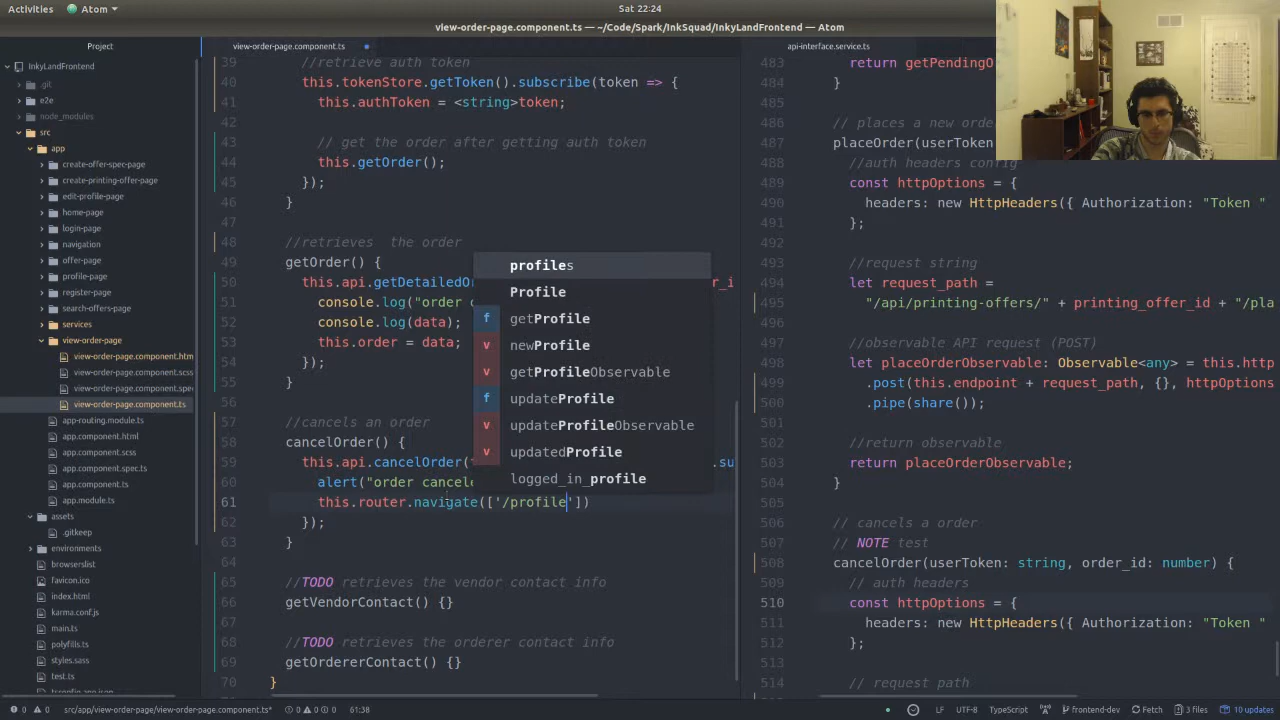 Activities
Atom
Sat 22:24
view-order-page.component.ts — ~/Code/Spark/InkSquad/InkyLandFrontend — Atom
Project
InkyLandFrontend
.git
e2e
node_modules
src
app
create-offer-spec-page
create-printing-offer-page
edit-profile-page
home-page
login-page
navigation
offer-page
profile-page
register-page
search-offers-page
services
view-order-page
view-order-page.component.htm
view-order-page.component.scss
view-order-page.component.spe
view-order-page.component.ts
app-routing.module.ts
app.component.html
app.component.scss
app.component.spec.ts
app.component.ts
app.module.ts
assets
.gitkeep
environments
browserslist
favicon.ico
index.html
karma.conf.js
main.ts
polyfills.ts
styles.sass
test.ts
tsconfig.app.json
view-order-page.component.ts
39 //retrieve auth token
40 this.tokenStore.getToken().subscribe(token => {
41 this.authToken = <string>token;
42
43 // get the order after getting auth token
44 this.getOrder();
45 });
46 }
47
48 //retrieves the order
49 getOrder() {
50 this.api.getDetailedO er_i
51 console.log("order
52 console.log(data);
53 this.order = data;
54 });
55 }
56
57 //cancels an order
58 cancelOrder() {
59 this.api.cancelOrder( .su
60 alert("order cancele
61 this.router.navigate(['/profile'])
62 });
63 }
64
65 //TODO retrieves the vendor contact info
66 getVendorContact() {}
67
68 //TODO retrieves the orderer contact info
69 getOrdererContact() {}
70 }
profiles
Profile
f getProfile
v newProfile
v getProfileObservable
f updateProfile
v updateProfileObservable
v updatedProfile
logged_in_profile
api-interface.service.ts
483 return getPendingO
484 }
485
486 // places a new orde
487 placeOrder(userToken
488 //auth headers config
489 const httpOptions = {
490 headers: new HttpHeaders({ Authorization: "Token "
491 };
492
493 //request string
494 let request_path =
495 "/api/printing-offers/" + printing_offer_id + "/pla
496
497 //observable API request (POST)
498 let placeOrderObservable: Observable<any> = this.http
499 .post(this.endpoint + request_path, {}, httpOptions
500 .pipe(share());
501
502 //return observable
503 return placeOrderObservable;
504 }
505
506 // cancels a order
507 // NOTE test
508 cancelOrder(userToken: string, order_id: number) {
509 // auth headers
510 const httpOptions = {
511 headers: new HttpHeaders({ Authorization: "Token "
512 };
513
514 // request path
0 0 src/app/view-order-page/view-order-page.component.ts* 0 0 0 61:38
LF UTF-8 TypeScript frontend-dev Fetch 3 files 10 updates